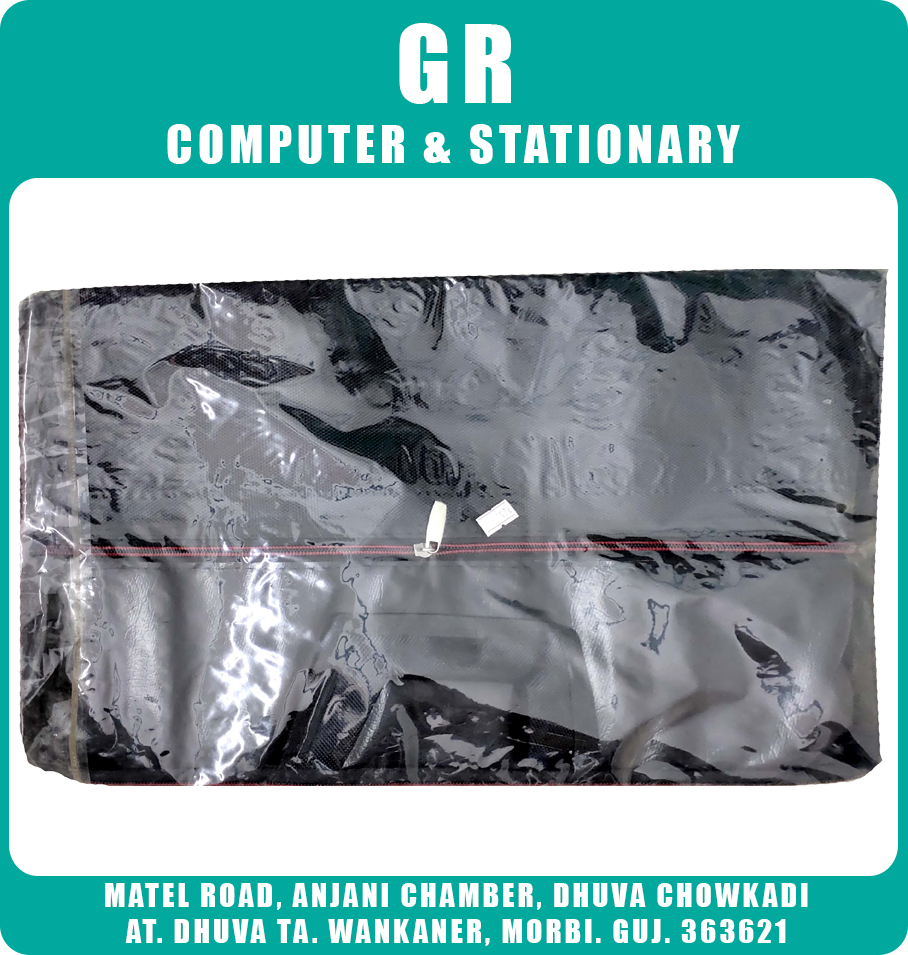 GR
COMPUTER & STATIONARY
MATEL ROAD, ANJANI CHAMBER, DHUVA CHOWKADI
AT. DHUVA TA. WANKANER, MORBI. GUJ. 363621